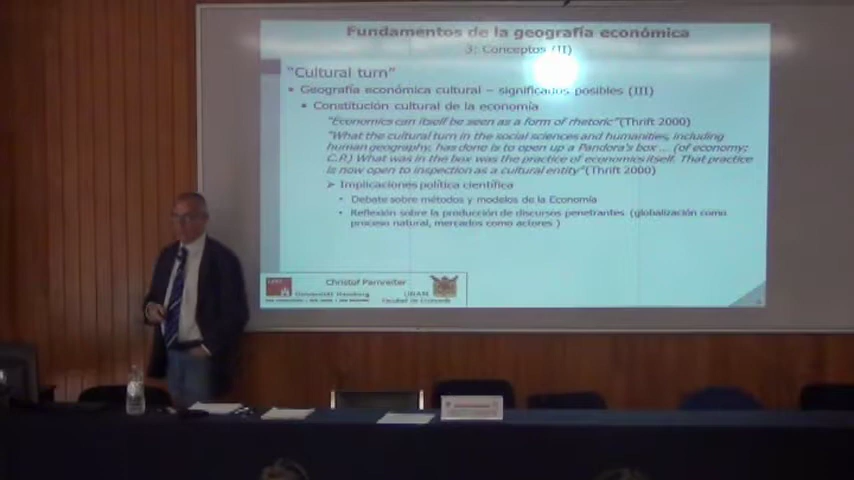 Fundamentos de la geografía económica
3: Conceptos (II)
"Cultural turn"
• Geografía económica cultural – significados posibles (III)
• Constitución cultural de la economía
"Economics can itself be seen as a form of rhetoric" (Thrift 2000)
"What the cultural turn in the social sciences and humanities, including
human geography, has done is to open up a Pandora's box ... (of economy;
C.P.) What was in the box was the practice of economics itself. That practice
is now open to inspection as a cultural entity" (Thrift 2000)
➢ Implicaciones política científica
• Debate sobre métodos y modelos de la Economía
• Reflexión sobre la producción de discursos penetrantes (globalización como
proceso natural, mercados como actores )
Christof Parnreiter
Universität Hamburg
UNAM
Facultad de Economía